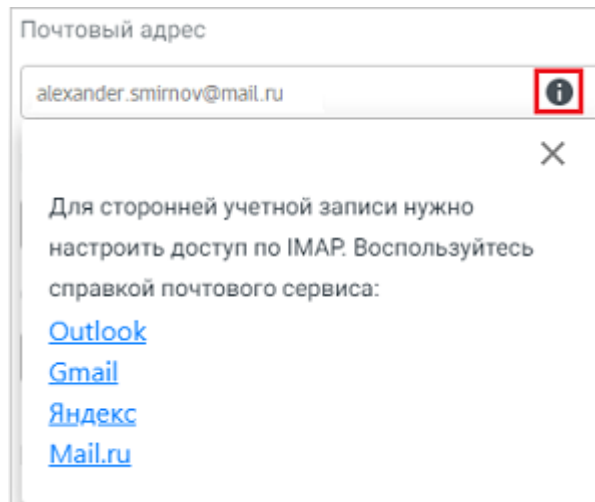 Почтовый адрес
alexander.smirnov@mail.ru
Для сторонней учетной записи нужно
настроить доступ по IMAP. Воспользуйтесь
справкой почтового сервиса:
Outlook
Gmail
Яндекс
Mail.ru